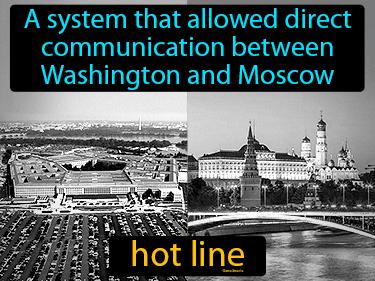 A system that allowed direct
communication between
Washington and Moscow
hot line